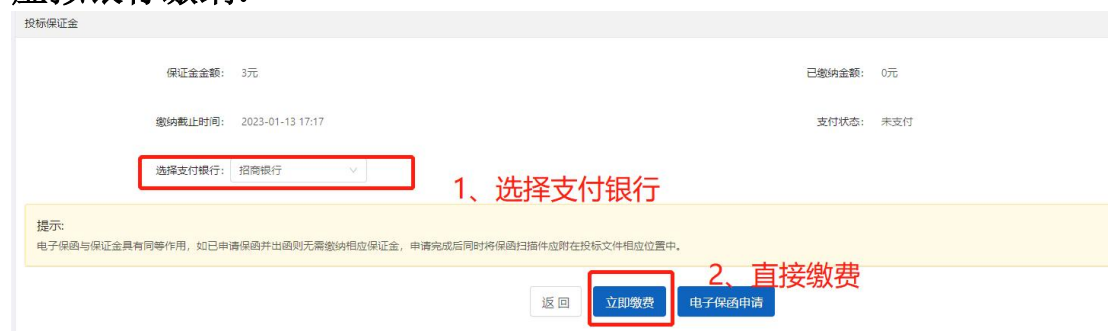 投标保证金
保证金金额: 3元 已缴纳金额: 0元
缴纳截止时间: 2023-01-13 17:17 支付状态: 未支付
选择支付银行: 招商银行
1、选择支付银行
提示:
电子保函与保证金具有同等作用，如已申请保函并出函则无需缴纳相应保证金，申请完成后同时将保函扫描件应附在投标文件相应位置中。
2、直接缴费
返回 立即缴费 电子保函申请